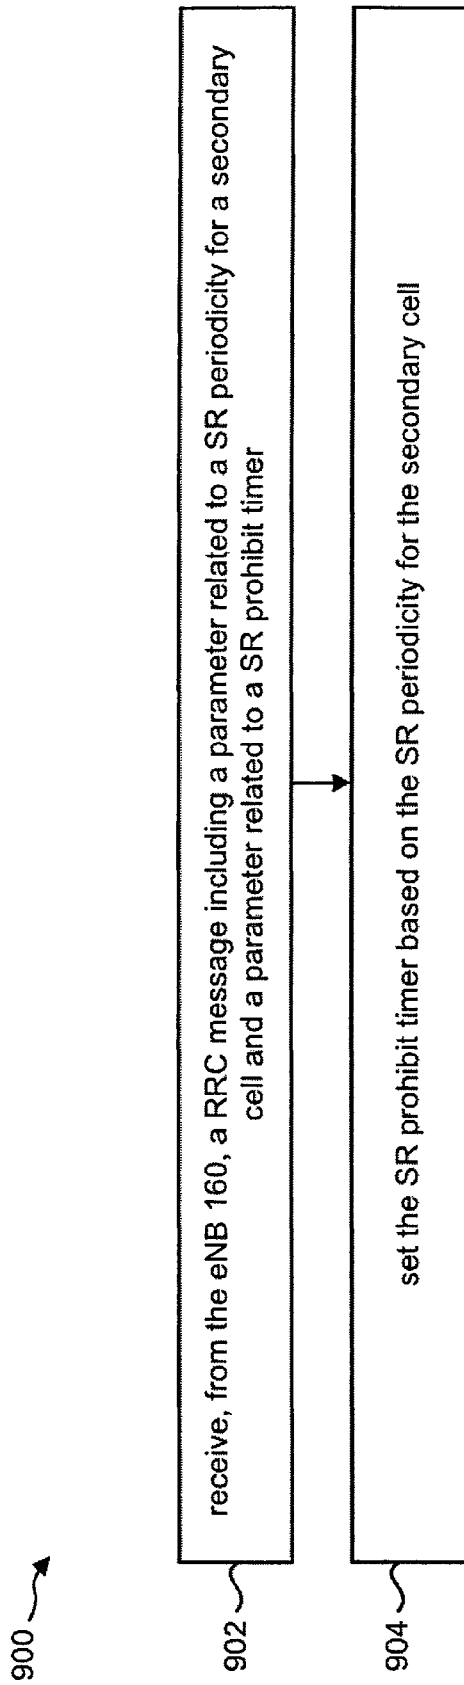 900
902
receive, from the eNB 160, a RRC message including a parameter related to a SR periodicity for a secondary
cell and a parameter related to a SR prohibit timer
904
set the SR prohibit timer based on the SR periodicity for the secondary cell